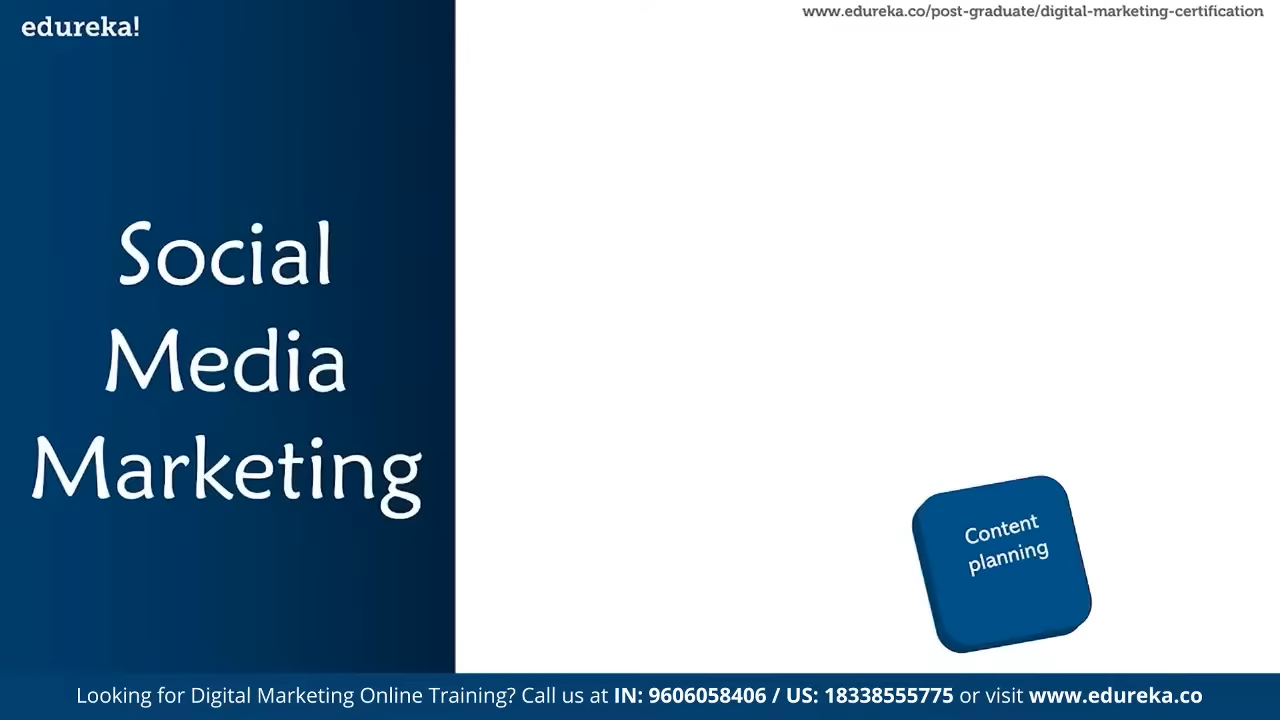 edureka!
www.edureka.co/post-graduate/digital-marketing-certification
Social
Media
Marketing
Content
planning
Looking for Digital Marketing Online Training? Call us at IN: 9606058406 / US: 18338555775 or visit www.edureka.co